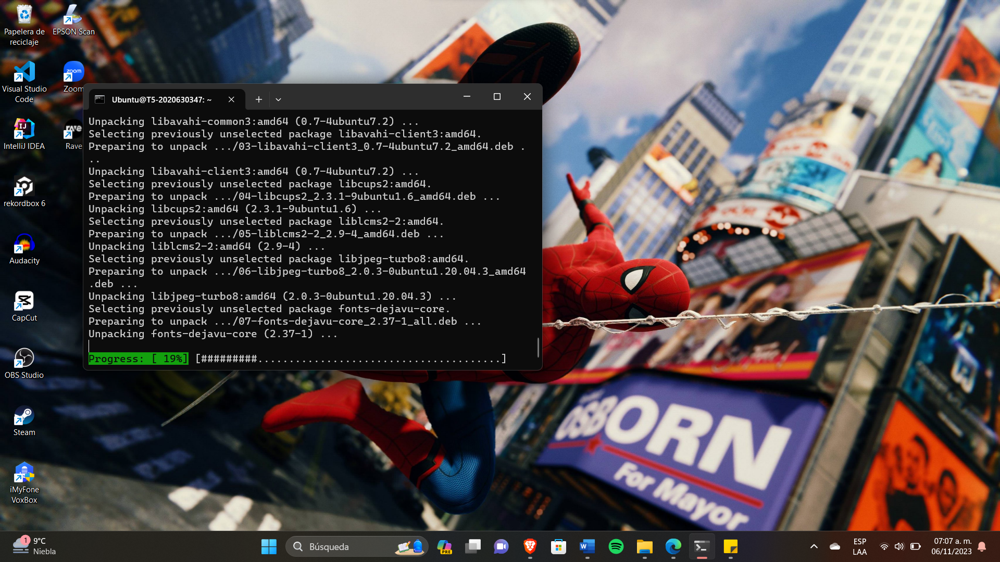 Papelera de
reciclaje
EPSON Scan
Visual Studio
Code
zoom
Zoom
IJ
IntelliJ IDEA
rave
Rave
rekordbox 6
Audacity
CapCut
OBS Studio
Steam
iMyFone
VoxBox
Ubuntu@T5-2020630347: ~
Unpacking libavahi-common3:amd64 (0.7-4ubuntu7.2) ...
Selecting previously unselected package libavahi-client3:amd64.
Preparing to unpack .../03-libavahi-client3_0.7-4ubuntu7.2_amd64.deb .
..
Unpacking libavahi-client3:amd64 (0.7-4ubuntu7.2) ...
Selecting previously unselected package libcups2:amd64.
Preparing to unpack .../04-libcups2_2.3.1-9ubuntu1.6_amd64.deb ...
Unpacking libcups2:amd64 (2.3.1-9ubuntu1.6) ...
Selecting previously unselected package liblcms2-2:amd64.
Preparing to unpack .../05-liblcms2-2_2.9-4_amd64.deb ...
Unpacking liblcms2-2:amd64 (2.9-4) ...
Selecting previously unselected package libjpeg-turbo8:amd64.
Preparing to unpack .../06-libjpeg-turbo8_2.0.3-0ubuntu1.20.04.3_amd64
.deb ...
Unpacking libjpeg-turbo8:amd64 (2.0.3-0ubuntu1.20.04.3) ...
Selecting previously unselected package fonts-dejavu-core.
Preparing to unpack .../07-fonts-dejavu-core_2.37-1_all.deb ...
Unpacking fonts-dejavu-core (2.37-1) ...
Progress: [ 19%] [#########.......................................]
OSBORN
For Mayor
1
9°C
Niebla
Búsqueda
PRE
W
ESP
LAA
07:07 a. m.
06/11/2023